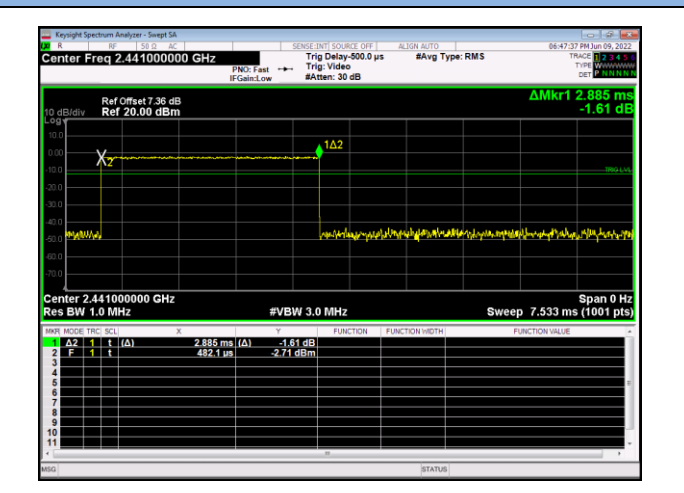 Keysight Spectrum Analyzer - Swept SA
R RF 50 Ω AC SENSE:INT SOURCE OFF ALIGN AUTO 06:47:37 PM Jun 09, 2022
Center Freq 2.441000000 GHz
PNO: Fast
IFGain:Low
Trig Delay-500.0 µs
Trig: Video
#Atten: 30 dB
#Avg Type: RMS
TRACE 1 2 3 4 5 6
TYPE WWWWWW
DET P N N N N N
ΔMkr1 2.885 ms
-1.61 dB
Ref Offset 7.36 dB
10 dB/div Ref 20.00 dBm
Log
10.0
0.00
-10.0
-20.0
-30.0
-40.0
-50.0
-60.0
-70.0
X2
1Δ2
TRIG LVL
Center 2.441000000 GHz Span 0 Hz
Res BW 1.0 MHz #VBW 3.0 MHz Sweep 7.533 ms (1001 pts)
MKR MODE TRC SCL X Y FUNCTION FUNCTION WIDTH FUNCTION VALUE
1 Δ2 1 t (Δ) 2.885 ms (Δ) -1.61 dB
2 F 1 t 482.1 µs -2.71 dBm
3
4
5
6
7
8
9
10
11
MSG STATUS